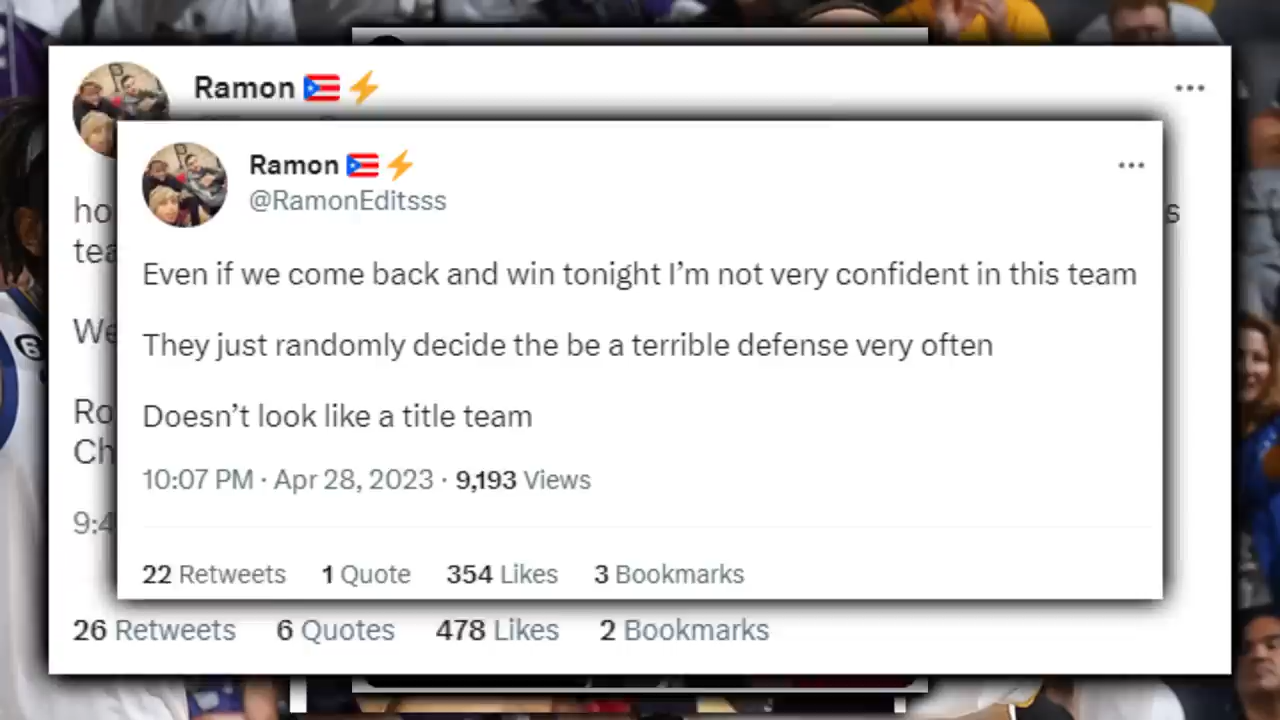 Ramon 🇵🇷⚡
Ramon 🇵🇷⚡
@RamonEditsss
Even if we come back and win tonight I’m not very confident in this team
They just randomly decide the be a terrible defense very often
Doesn’t look like a title team
10:07 PM · Apr 28, 2023 · 9,193 Views
22 Retweets 1 Quote 354 Likes 3 Bookmarks
26 Retweets 6 Quotes 478 Likes 2 Bookmarks